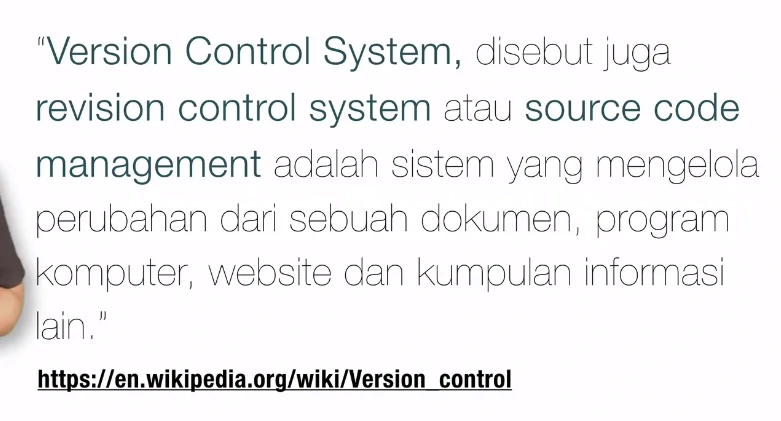 “Version Control System, disebut juga
revision control system atau source code
management adalah sistem yang mengelola
perubahan dari sebuah dokumen, program
komputer, website dan kumpulan informasi
lain.”
https://en.wikipedia.org/wiki/Version_control